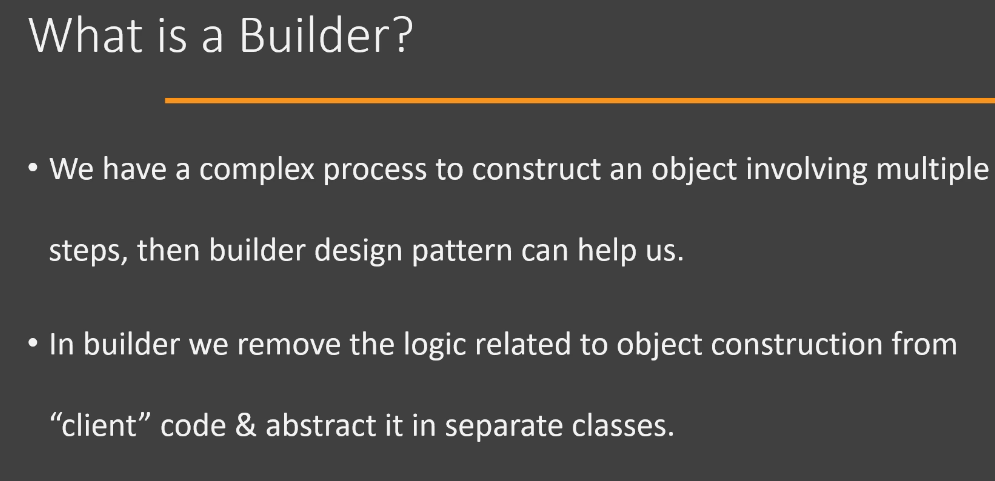 What is a Builder?
• We have a complex process to construct an object involving multiple
steps, then builder design pattern can help us.
• In builder we remove the logic related to object construction from
“client” code & abstract it in separate classes.